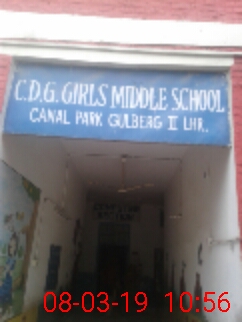 C.D.G. GIRLS MIDDLE SCHOOL
CANAL PARK GULBERG II LHR.
08-03-19 10:56